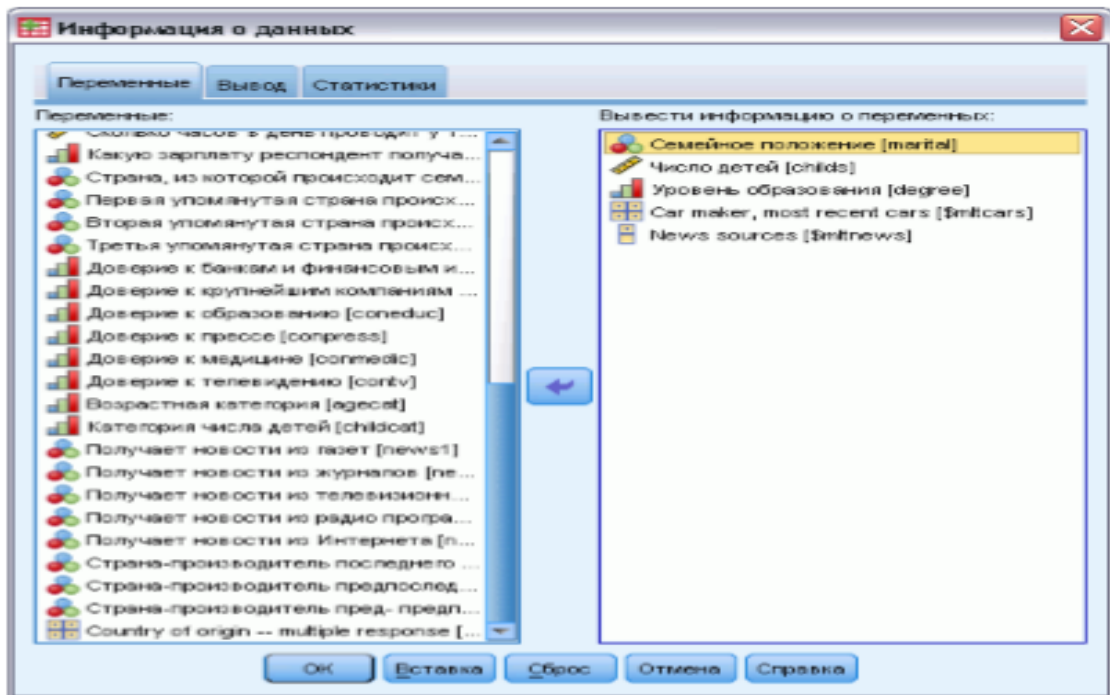 Информация о данных
Переменные
Вывод
Статистики
Переменные:
Сколько часов в день проводит у т...
Какую зарплату респондент получа...
Страна, из которой происходит сем...
Первая упомянутая страна происх...
Вторая упомянутая страна происх...
Третья упомянутая страна происх...
Доверие к банкам и финансовым и...
Доверие к крупнейшим компаниям ...
Доверие к образованию [coneduc]
Доверие к прессе [conpress]
Доверие к медицине [conmedic]
Доверие к телевидению [contv]
Возрастная категория [agecat]
Категория числа детей [childcat]
Получает новости из газет [news1]
Получает новости из журналов [ne...
Получает новости из телевизионн...
Получает новости из радио програ...
Получает новости из Интернета [n...
Страна-производитель последнего ...
Страна-производитель предпослед...
Страна-производитель пред- предп...
Country of origin -- multiple response [...
Вывести информацию о переменных:
Семейное положение [marital]
Число детей [childs]
Уровень образования [degree]
Car maker, most recent cars [$mltcars]
News sources [$mltnews]
ОК
Вставка
Сброс
Отмена
Справка